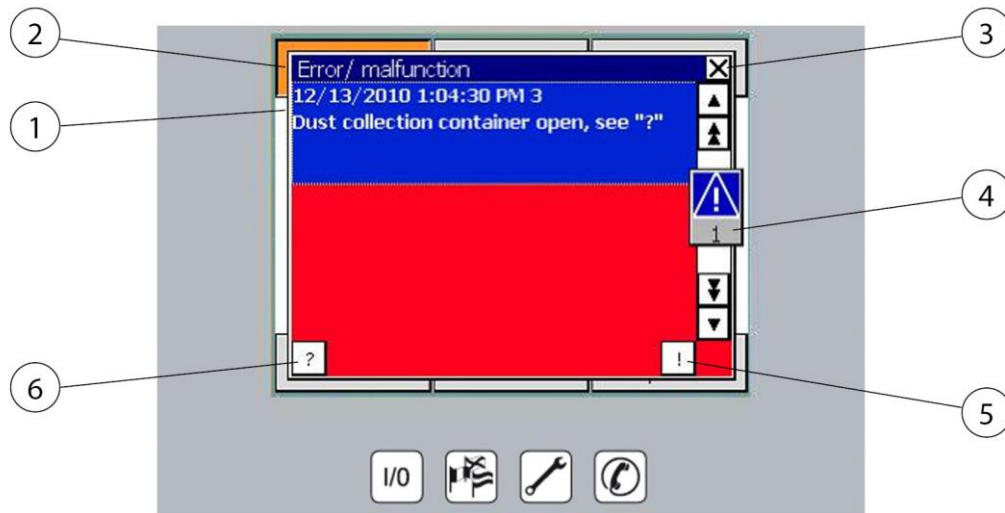 2
3
Error/ malfunction
12/13/2010 1:04:30 PM 3
Dust collection container open, see "?"
1
4
1
? !
6
5
I/0